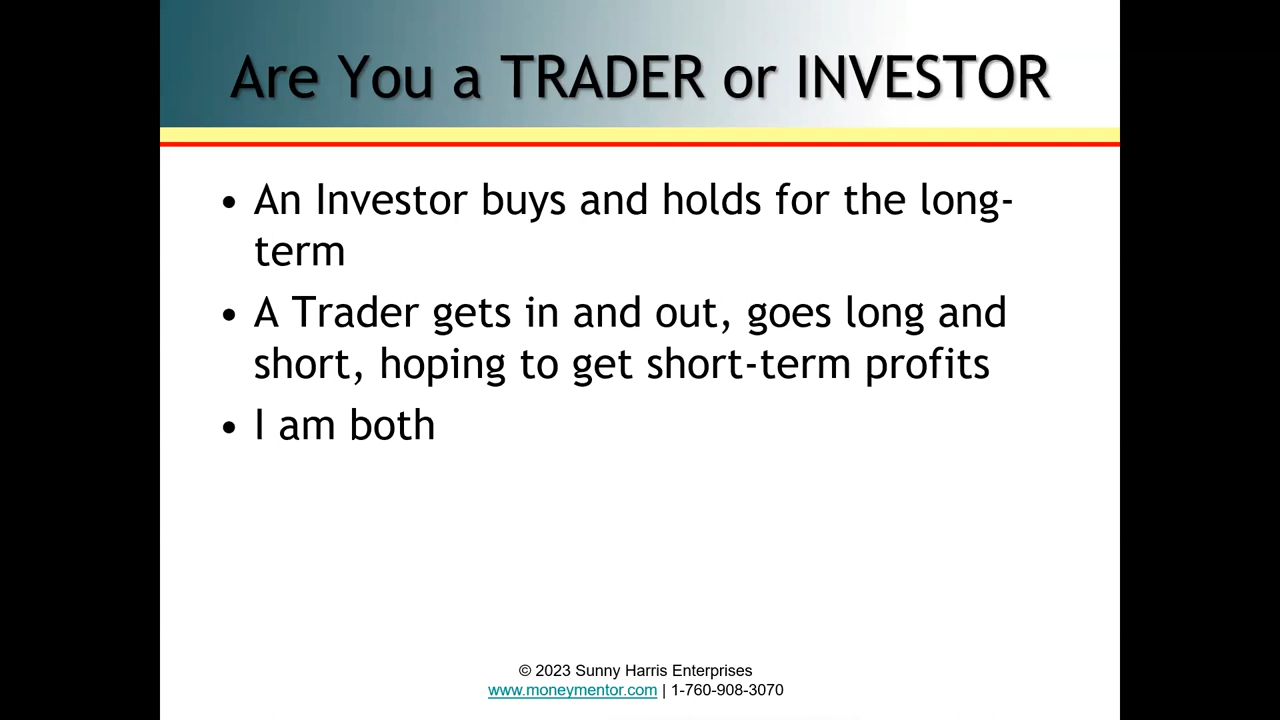 Are You a TRADER or INVESTOR
• An Investor buys and holds for the long-
term
• A Trader gets in and out, goes long and
short, hoping to get short-term profits
• I am both
© 2023 Sunny Harris Enterprises
www.moneymentor.com | 1-760-908-3070